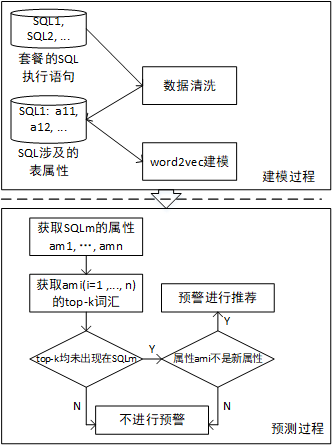 SQL1,
SQL2, ...
套餐的SQL
执行语句
数据清洗
SQL1: a11,
a12, ...
SQL涉及的
表属性
word2vec建模
建模过程
获取SQLm的属性
am1, …, amn
获取ami(i=1 ,..., n)
的top-k词汇
预警进行推荐
Y
top-k均未出现在SQLm
Y
属性ami不是新属性
N
N
不进行预警
预测过程